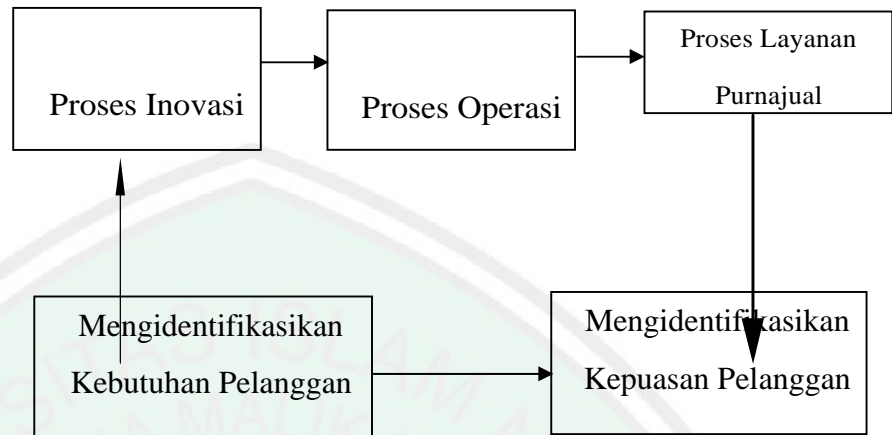 Proses Inovasi
Proses Operasi
Proses Layanan
Purnajual
Mengidentifikasikan
Kebutuhan Pelanggan
Mengidentifikasikan
Kepuasan Pelanggan